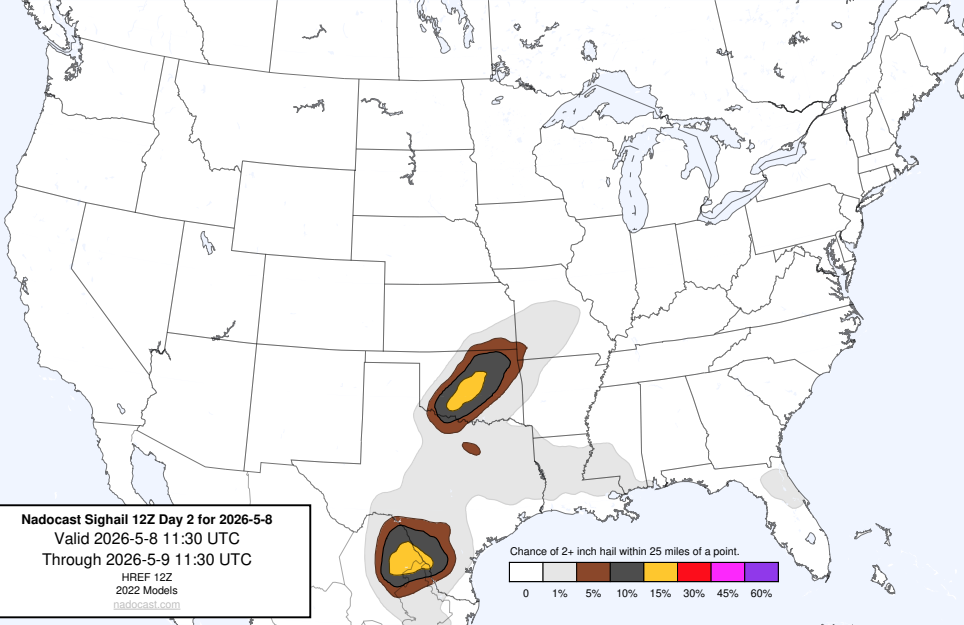 Nadocast Sighail 12Z Day 2 for 2026-5-8
Valid 2026-5-8 11:30 UTC
Through 2026-5-9 11:30 UTC
HREF 12Z
2022 Models
nadocast.com
Chance of 2+ inch hail within 25 miles of a point.
0 1% 5% 10% 15% 30% 45% 60%